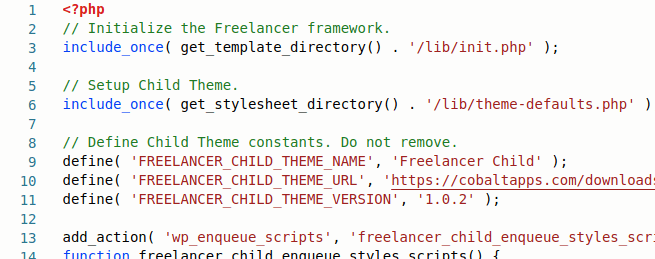 1 <?php
2 // Initialize the Freelancer framework.
3 include_once( get_template_directory() . '/lib/init.php' );
4
5 // Setup Child Theme.
6 include_once( get_stylesheet_directory() . '/lib/theme-defaults.php' )
7
8 // Define Child Theme constants. Do not remove.
9 define( 'FREELANCER_CHILD_THEME_NAME', 'Freelancer Child' );
10 define( 'FREELANCER_CHILD_THEME_URL', 'https://cobaltapps.com/downloads
11 define( 'FREELANCER_CHILD_THEME_VERSION', '1.0.2' );
12
13 add_action( 'wp_enqueue_scripts', 'freelancer_child_enqueue_styles_scri
14 function freelancer_child_enqueue_styles_scripts() {